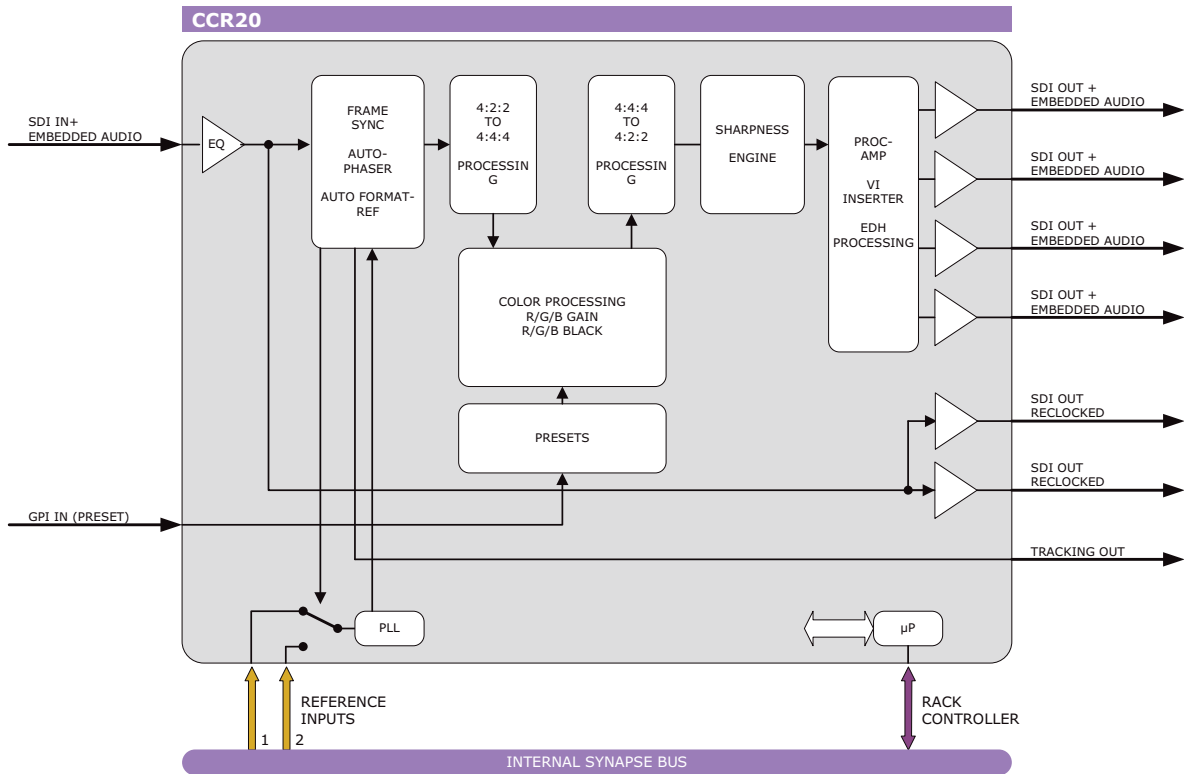 CCR20
SDI IN+
EMBEDDED AUDIO
EQ
FRAME
SYNC
AUTO-
PHASER
AUTO FORMAT-
REF
4:2:2
TO
4:4:4
PROCESSIN
G
4:4:4
TO
4:2:2
PROCESSIN
G
SHARPNESS
ENGINE
PROC-
AMP
VI
INSERTER
EDH
PROCESSING
SDI OUT +
EMBEDDED AUDIO
SDI OUT +
EMBEDDED AUDIO
SDI OUT +
EMBEDDED AUDIO
SDI OUT +
EMBEDDED AUDIO
COLOR PROCESSING
R/G/B GAIN
R/G/B BLACK
PRESETS
SDI OUT
RECLOCKED
SDI OUT
RECLOCKED
GPI IN (PRESET)
TRACKING OUT
PLL
µP
REFERENCE
INPUTS
1
2
RACK
CONTROLLER
INTERNAL SYNAPSE BUS